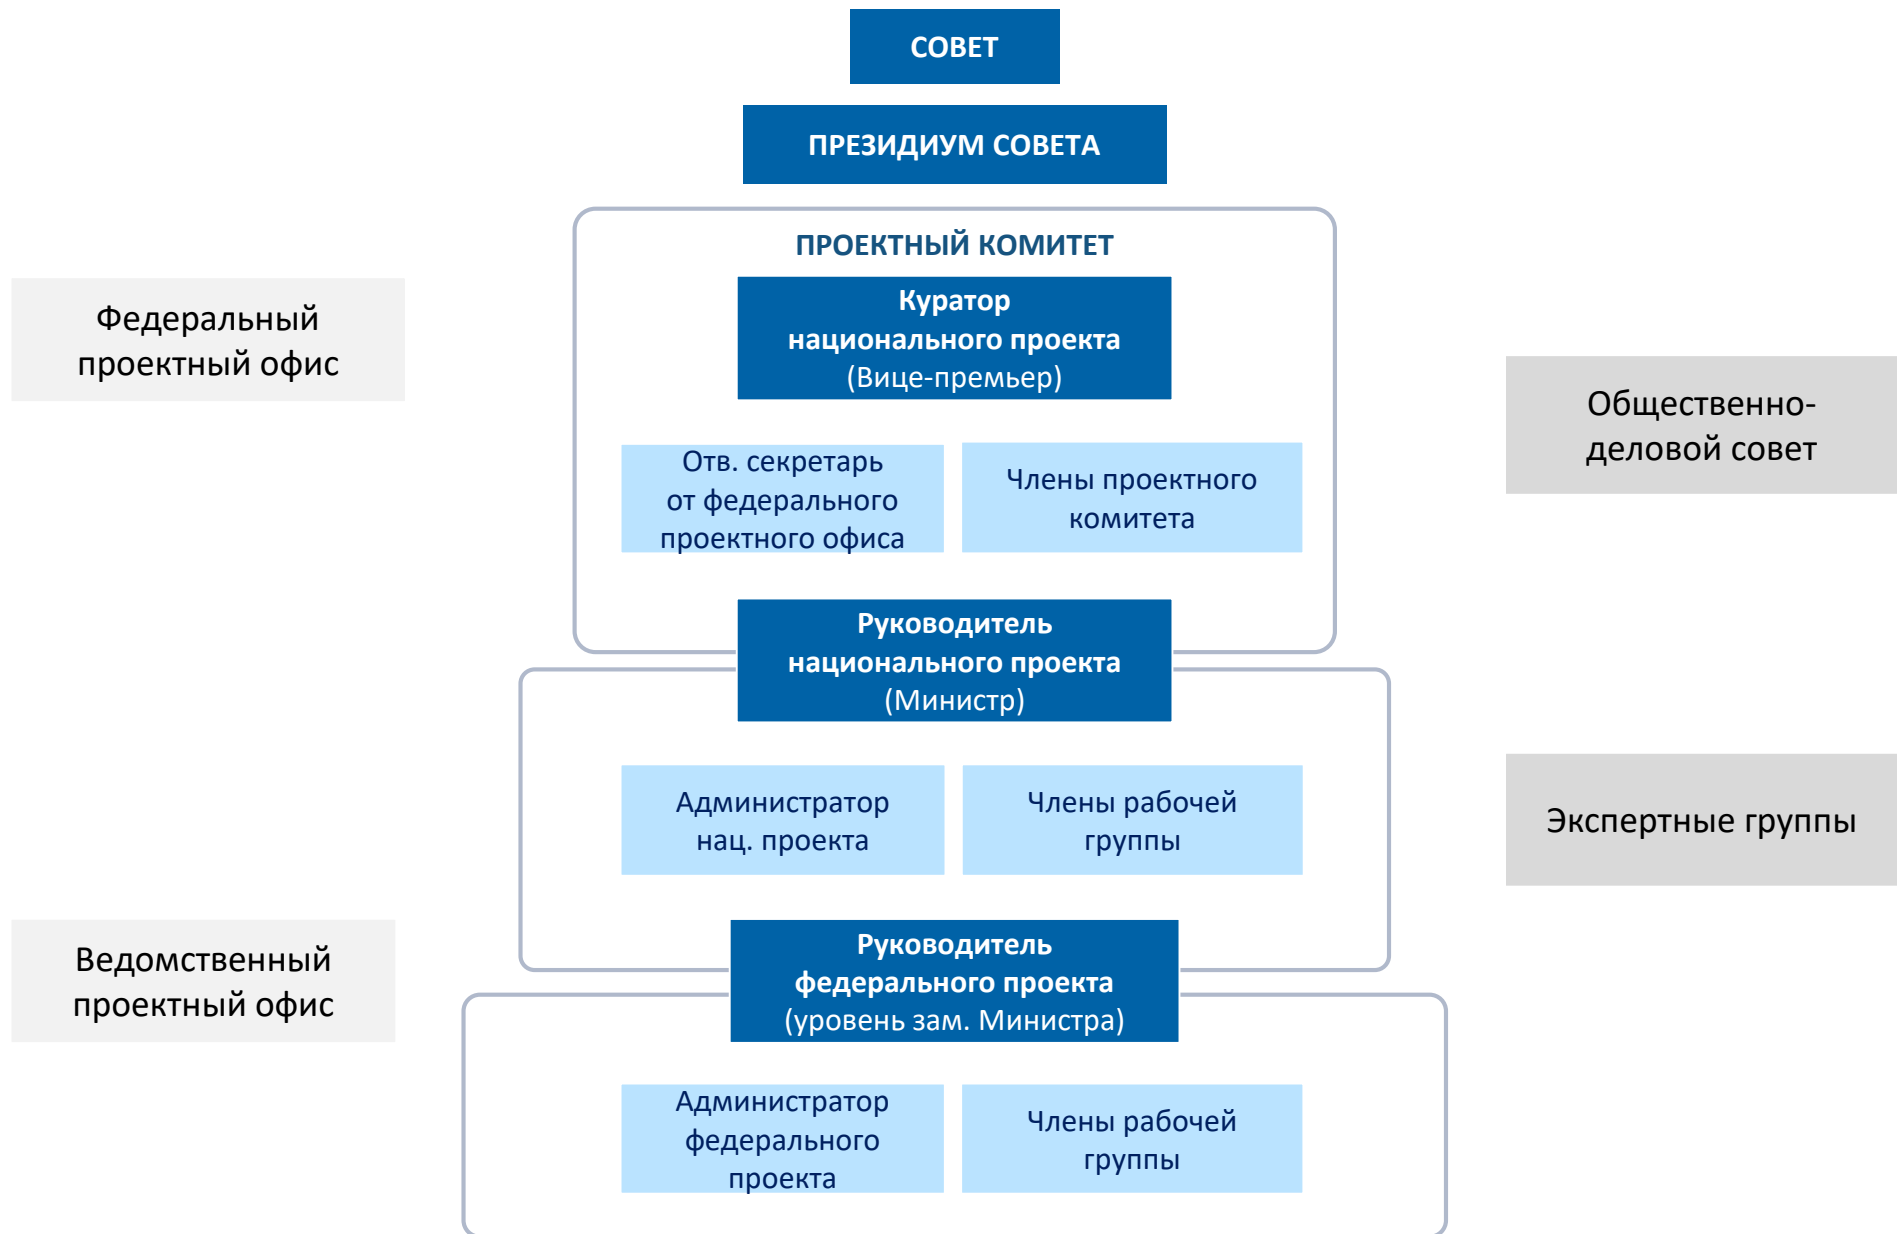 СОВЕТ
ПРЕЗИДИУМ СОВЕТА
ПРОЕКТНЫЙ КОМИТЕТ
Куратор
национального проекта
(Вице-премьер)
Федеральный
проектный офис
Общественно-
деловой совет
Отв. секретарь
от федерального
проектного офиса
Члены проектного
комитета
Руководитель
национального проекта
(Министр)
Администратор
нац. проекта
Члены рабочей
группы
Экспертные группы
Ведомственный
проектный офис
Руководитель
федерального проекта
(уровень зам. Министра)
Администратор
федерального
проекта
Члены рабочей
группы